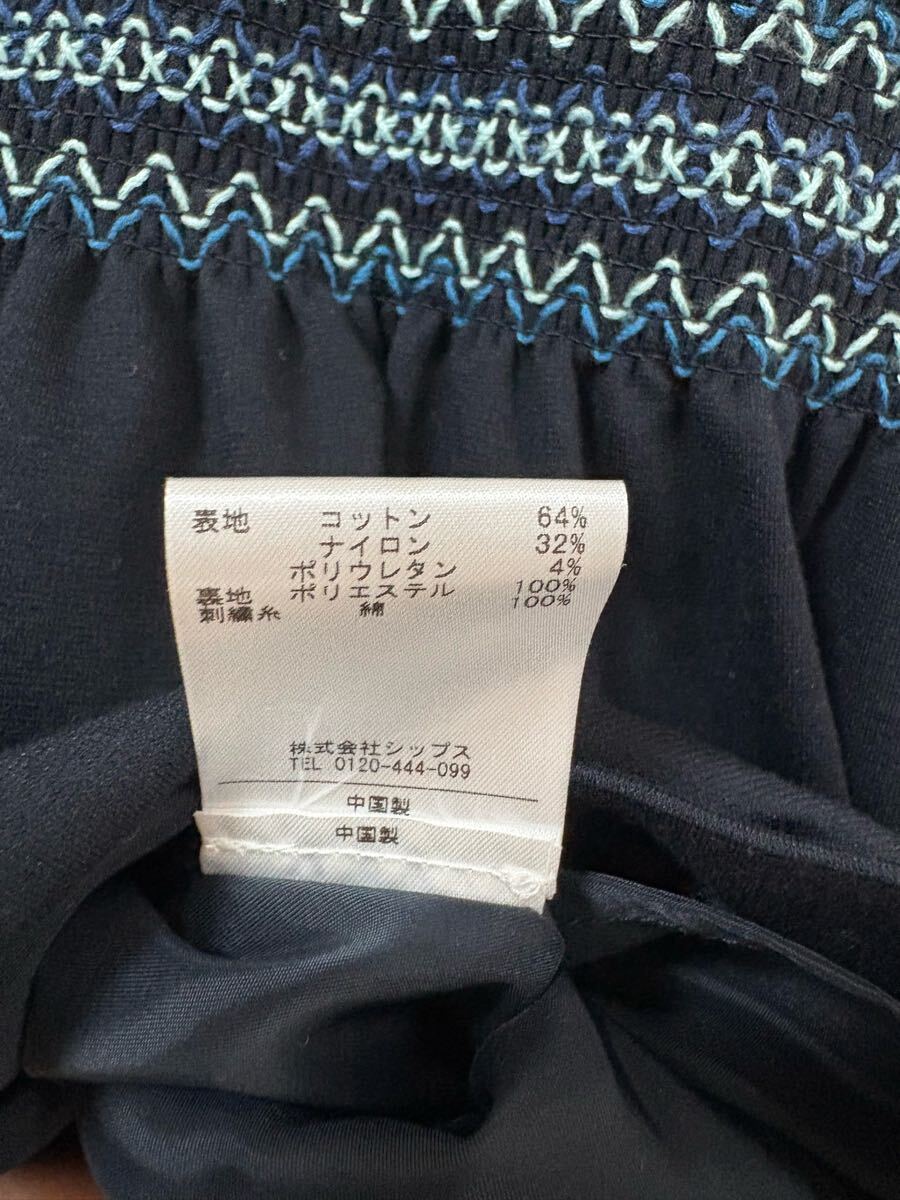 表地 コットン 64%
ナイロン 32%
ポリウレタン 4%
裏地 ポリエステル 100%
刺繍糸 綿 100%
株式会社シップス
TEL 0120-444-099
中国製
中国製